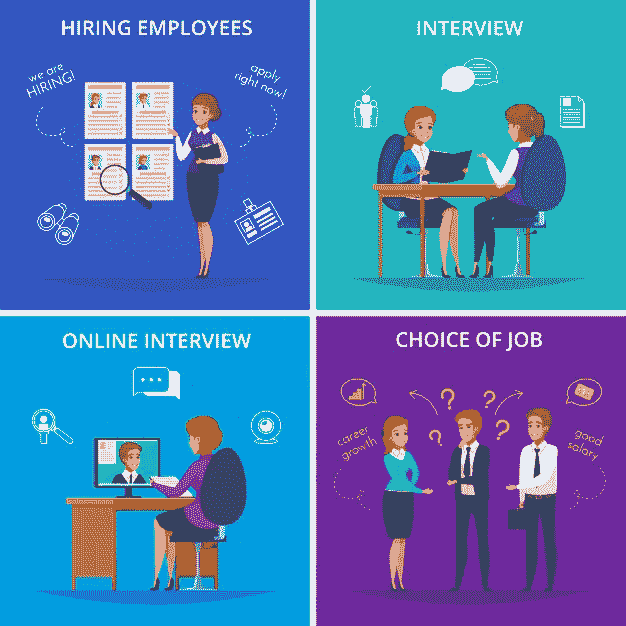 HIRING EMPLOYEES
we are
HIRING!
apply
right now!
INTERVIEW
ONLINE INTERVIEW
CHOICE OF JOB
career
growth
good
salary